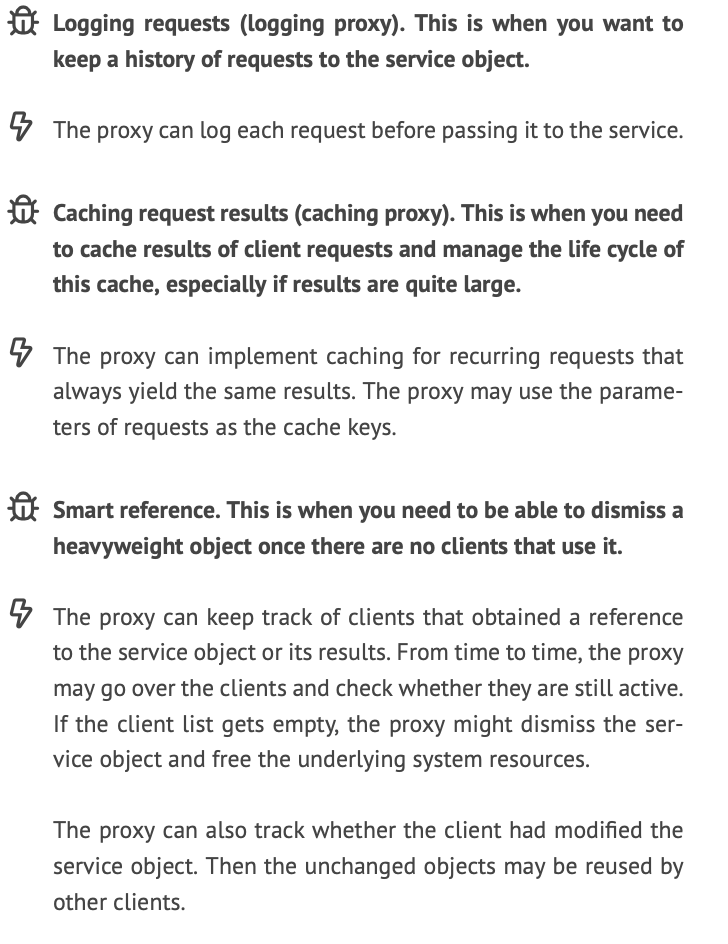 Logging requests (logging proxy). This is when you want to
keep a history of requests to the service object.
The proxy can log each request before passing it to the service.
Caching request results (caching proxy). This is when you need
to cache results of client requests and manage the life cycle of
this cache, especially if results are quite large.
The proxy can implement caching for recurring requests that
always yield the same results. The proxy may use the parame-
ters of requests as the cache keys.
Smart reference. This is when you need to be able to dismiss a
heavyweight object once there are no clients that use it.
The proxy can keep track of clients that obtained a reference
to the service object or its results. From time to time, the proxy
may go over the clients and check whether they are still active.
If the client list gets empty, the proxy might dismiss the ser-
vice object and free the underlying system resources.
The proxy can also track whether the client had modified the
service object. Then the unchanged objects may be reused by
other clients.